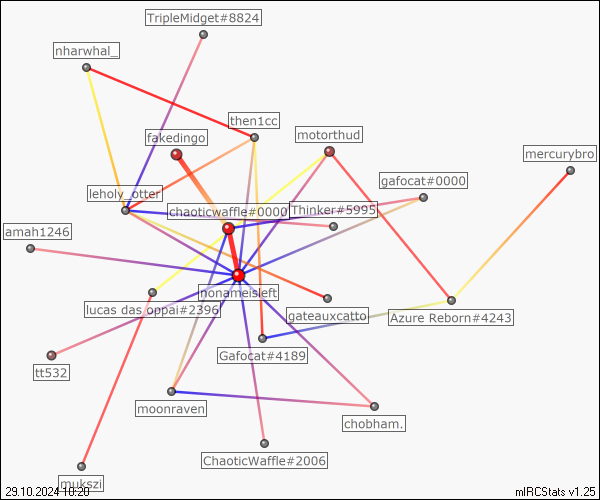 TripleMidget#8824
nharwhal_
then1cc
fakedingo
motorthud
mercurybro
leholy_otter
gafocat#0000
chaoticwaffle#0000
Thinker#5995
amah1246
nonameisleft
lucas das oppai#2396
gateauxcatto
Azure Reborn#4243
Gafocat#4189
tt532
moonraven
chobham.
ChaoticWaffle#2006
mukszi
29.10.2024 10:20
mIRCStats v1.25